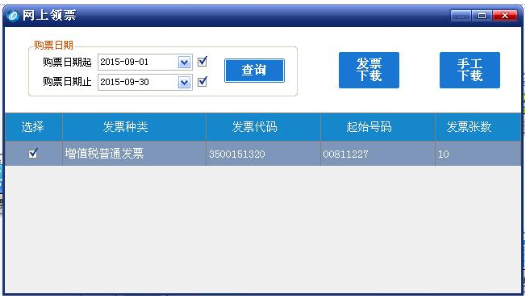 网上领票
购票日期
购票日期起 2015-09-01
购票日期止 2015-09-30
查询
发票
下载
手工
下载
选择 发票种类 发票代码 起始号码 发票张数
增值税普通发票 3500151320 00811227 10